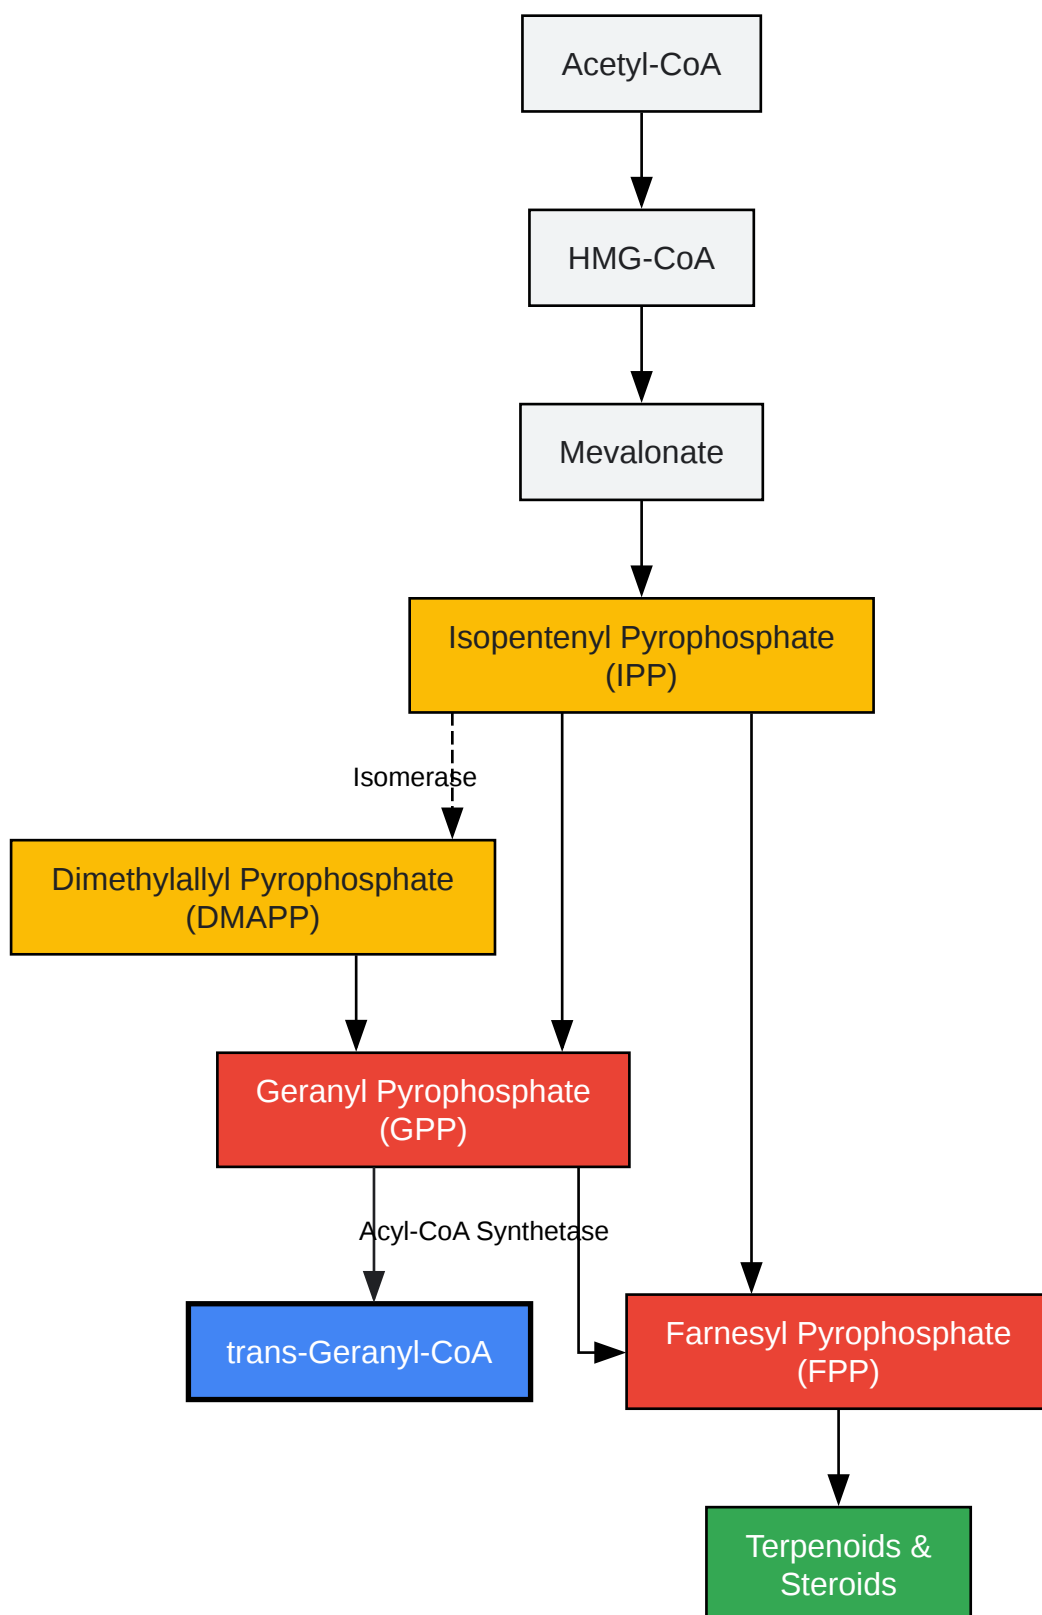 Acetyl-CoA
HMG-CoA
Mevalonate
Isopentenyl Pyrophosphate
(IPP)
Isomerase
Dimethylallyl Pyrophosphate
(DMAPP)
Geranyl Pyrophosphate
(GPP)
Acyl-CoA Synthetase
trans-Geranyl-CoA
Farnesyl Pyrophosphate
(FPP)
Terpenoids &
Steroids